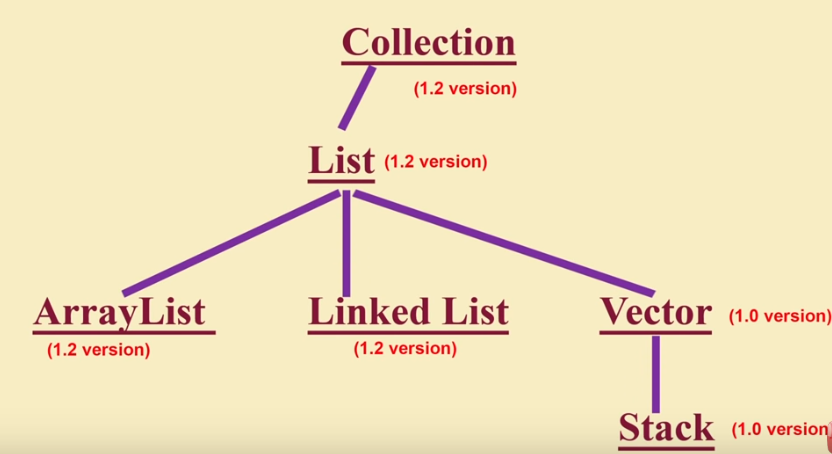 Collection
(1.2 version)
List (1.2 version)
ArrayList Linked List Vector (1.0 version)
(1.2 version) (1.2 version)
Stack (1.0 version